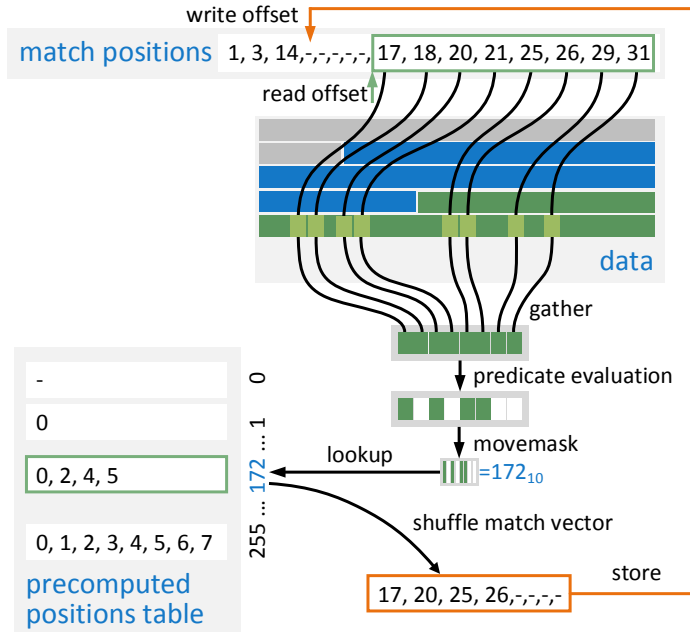 write offset
match positions
1, 3, 14,-,-,-,-,-, 17, 18, 20, 21, 25, 26, 29, 31
read offset
data
gather
predicate evaluation
movemask
=172₁₀
lookup
-
0
0, 2, 4, 5
0, 1, 2, 3, 4, 5, 6, 7
255 ... 172 ... 1 0
precomputed
positions table
shuffle match vector
17, 20, 25, 26,-,-,-,-
store